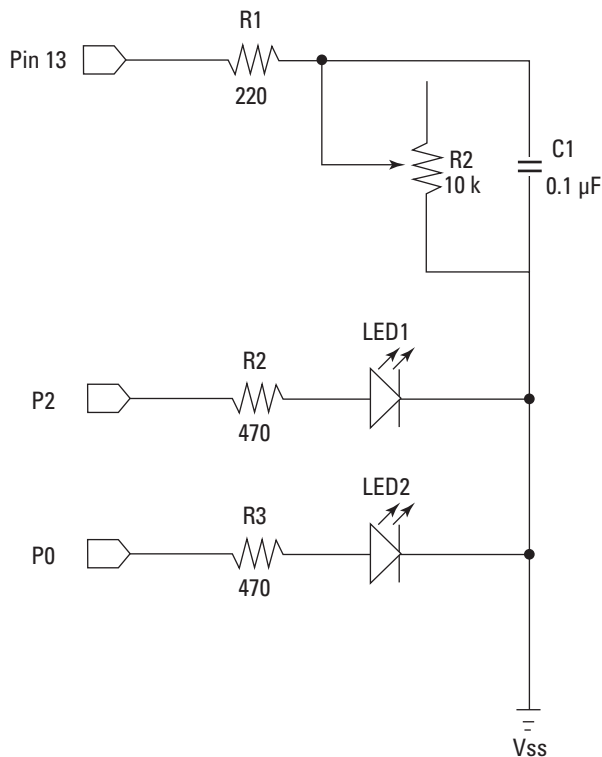 R1
Pin 13
220
R2
10 k
C1
0.1 µF
LED1
R2
P2
470
LED2
R3
P0
470
Vss